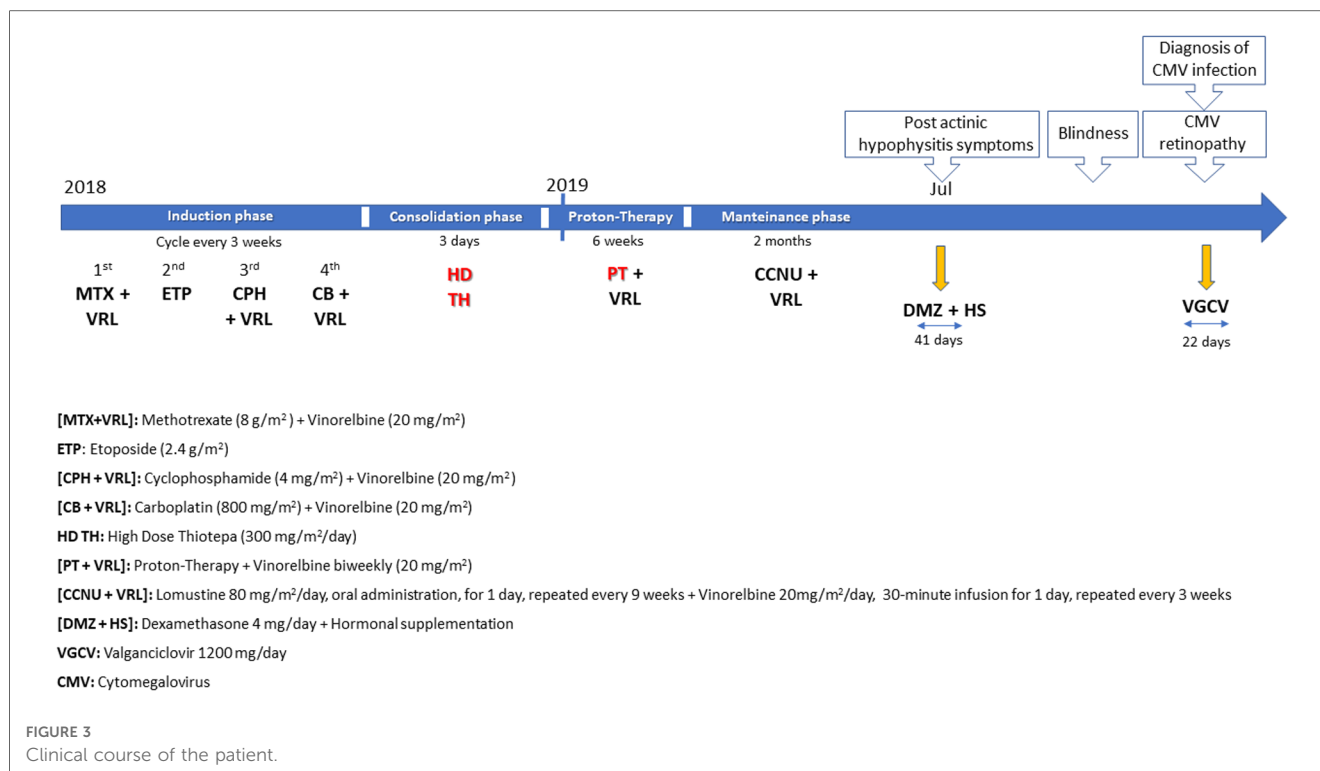 Diagnosis of
CMV infection
Post actinic
hypophysitis symptoms
Blindness
CMV
retinopathy
2018
2019
Jul
Induction phase
Consolidation phase
Proton-Therapy
Manteinance phase
Cycle every 3 weeks
3 days
6 weeks
2 months
1st
2nd
3rd
4th
MTX +
VRL
ETP
CPH
+ VRL
CB +
VRL
HD
TH
PT +
VRL
CCNU +
VRL
DMZ + HS
41 days
VGCV
22 days
[MTX+VRL]: Methotrexate (8 g/m²) + Vinorelbine (20 mg/m²)
ETP: Etoposide (2.4 g/m²)
[CPH + VRL]: Cyclophosphamide (4 mg/m²) + Vinorelbine (20 mg/m²)
[CB + VRL]: Carboplatin (800 mg/m²) + Vinorelbine (20 mg/m²)
HD TH: High Dose Thiotepa (300 mg/m²/day)
[PT + VRL]: Proton-Therapy + Vinorelbine biweekly (20 mg/m²)
[CCNU + VRL]: Lomustine 80 mg/m²/day, oral administration, for 1 day, repeated every 9 weeks + Vinorelbine 20mg/m²/day, 30-minute infusion for 1 day, repeated every 3 weeks
[DMZ + HS]: Dexamethasone 4 mg/day + Hormonal supplementation
VGCV: Valganciclovir 1200 mg/day
CMV: Cytomegalovirus
FIGURE 3
Clinical course of the patient.